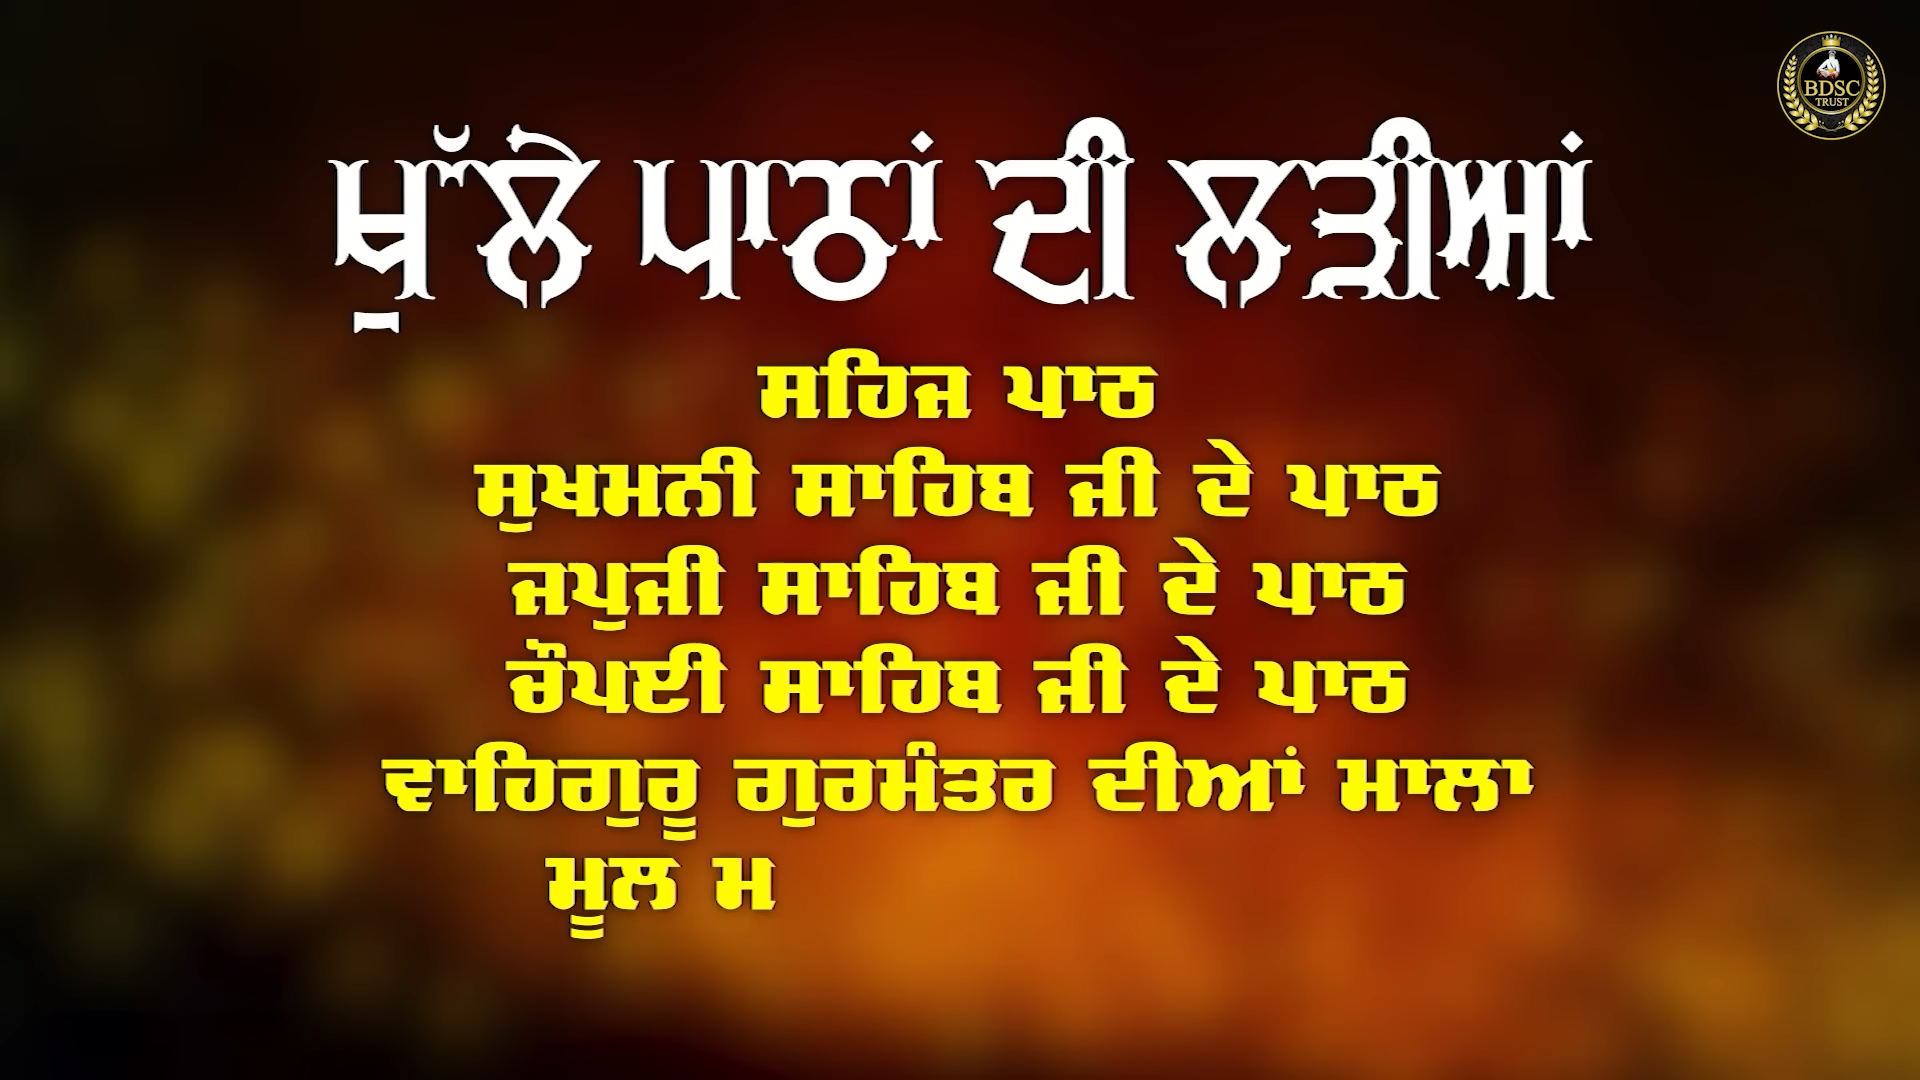 BDSC
TRUST
ਖੁੱਲੇ ਪਾਠਾਂ ਦੀ ਲੜੀਆਂ
ਸਹਿਜ ਪਾਠ
ਸੁਖਮਨੀ ਸਾਹਿਬ ਜੀ ਦੇ ਪਾਠ
ਜਪੁਜੀ ਸਾਹਿਬ ਜੀ ਦੇ ਪਾਠ
ਚੌਪਈ ਸਾਹਿਬ ਜੀ ਦੇ ਪਾਠ
ਵਾਹਿਗੁਰੂ ਗੁਰਮੰਤਰ ਦੀਆਂ ਮਾਲਾ
ਮੂਲ ਮ